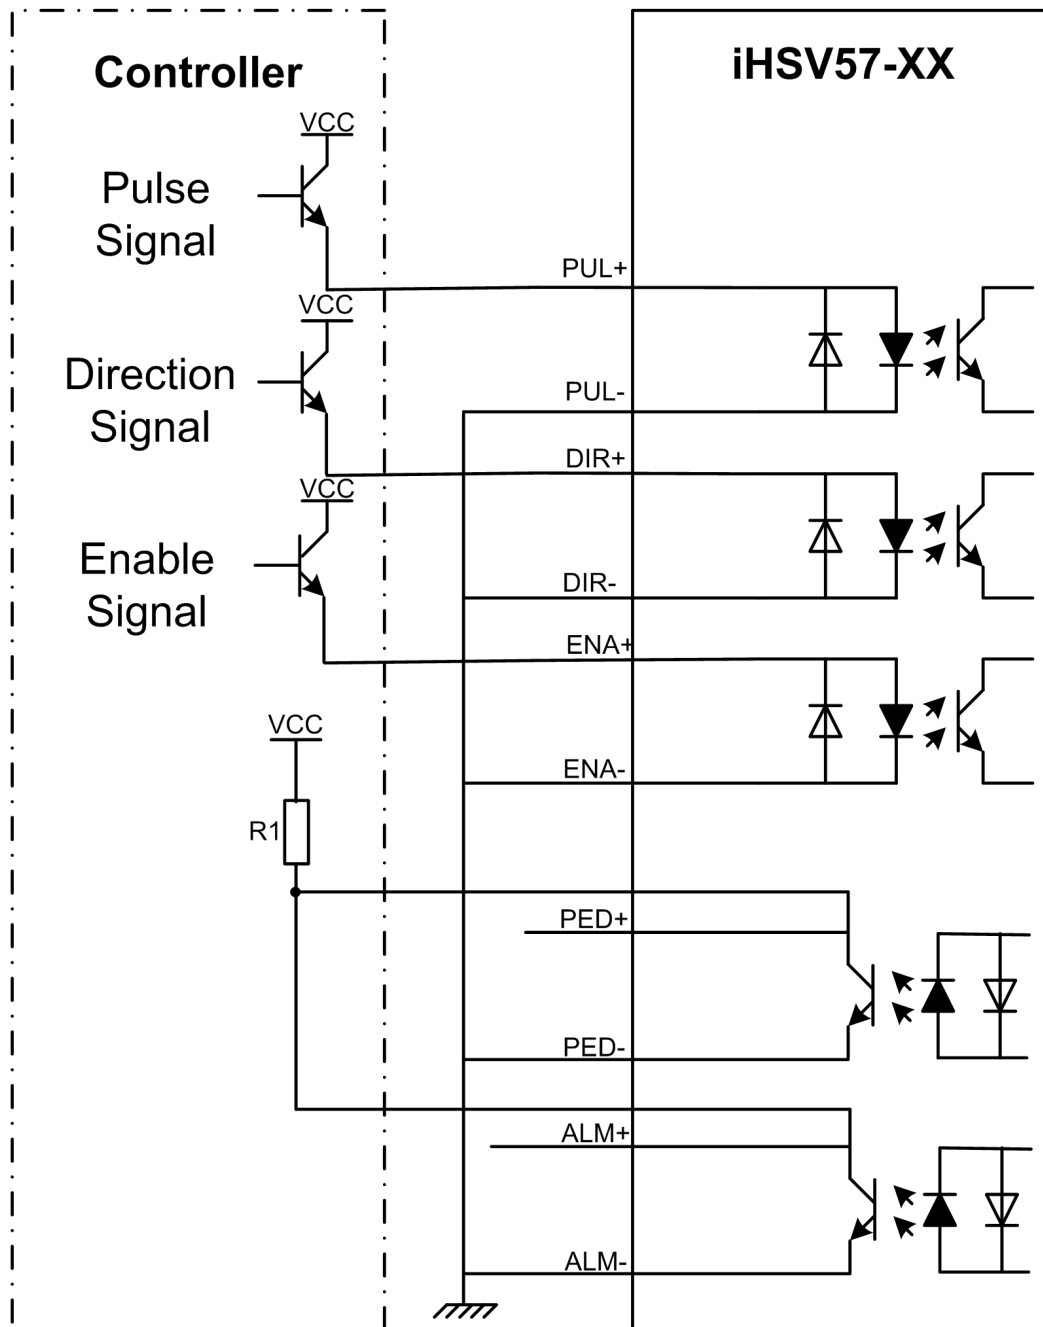 Controller
iHSV57-XX
VCC
Pulse
Signal
PUL+
VCC
Direction
Signal
PUL-
DIR+
VCC
Enable
Signal
DIR-
ENA+
VCC
ENA-
R1
PED+
PED-
ALM+
ALM-